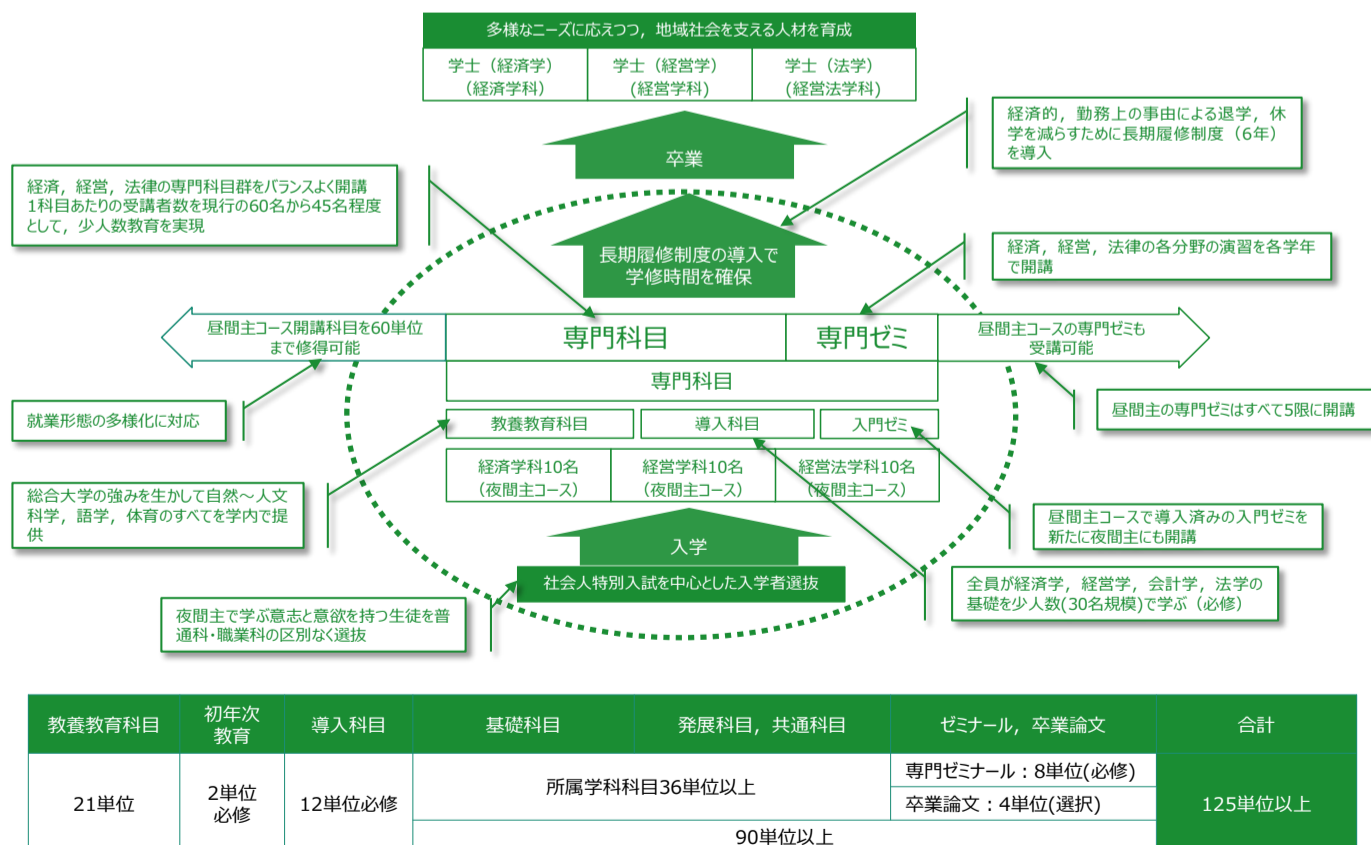 多様なニーズに応えつつ，地域社会を支える人材を育成
学士（経済学）
（経済学科）
学士（経営学）
(経営学科）
学士（法学）
(経営法学科）
卒業
経済的，勤務上の事由による退学，休
学を減らすために長期履修制度（6年）
を導入
経済，経営，法律の専門科目群をバランスよく開講
1科目あたりの受講者数を現行の60名から45名程度
として，少人数教育を実現
長期履修制度の導入で
学修時間を確保
経済，経営，法律の各分野の演習を各学年
で開講
昼間主コース開講科目を60単位
まで修得可能
専門科目
専門ゼミ
昼間主コースの専門ゼミも
受講可能
専門科目
就業形態の多様化に対応
昼間主の専門ゼミはすべて5限に開講
教養教育科目
導入科目
入門ゼミ
経済学科10名
（夜間主コース）
経営学科10名
（夜間主コース）
経営法学科10名
（夜間主コース）
総合大学の強みを生かして自然～人文
科学，語学，体育のすべてを学内で提
供
昼間主コースで導入済みの入門ゼミを
新たに夜間主にも開講
入学
社会人特別入試を中心とした入学者選抜
全員が経済学，経営学，会計学，法学の
基礎を少人数(30名規模)で学ぶ（必修）
夜間主で学ぶ意志と意欲を持つ生徒を普
通科・職業科の区別なく選抜
教養教育科目
初年次
教育
導入科目
基礎科目
発展科目，共通科目
ゼミナール，卒業論文
合計
21単位
2単位
必修
12単位必修
所属学科科目36単位以上
専門ゼミナール：8単位(必修)
卒業論文：4単位(選択)
125単位以上
90単位以上